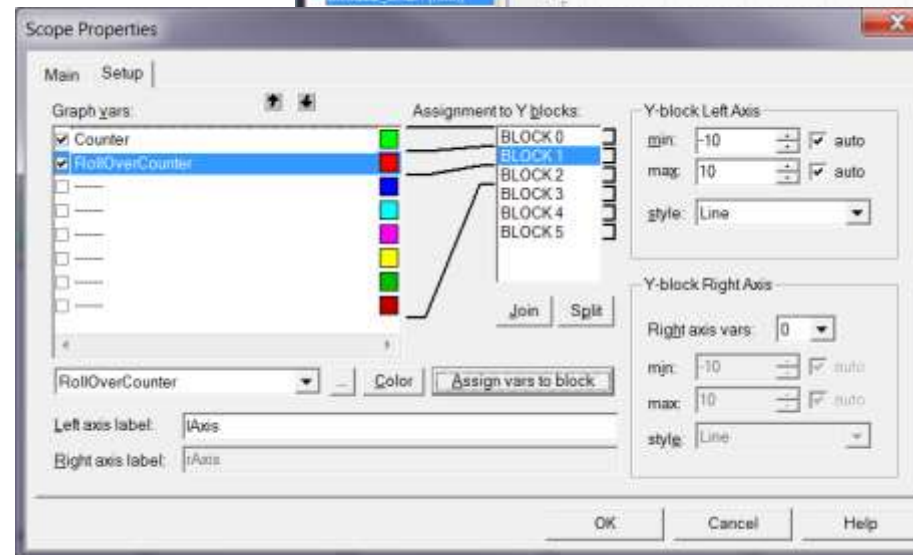 Scope Properties
Main Setup
Graph vars:
Counter
RollOverCounter
------
------
------
------
------
------
RollOverCounter
...
Color
Assign vars to block
Left axis label: lAxis
Right axis label: rAxis
Assignment to Y blocks:
BLOCK 0
BLOCK 1
BLOCK 2
BLOCK 3
BLOCK 4
BLOCK 5
Join Split
Y-block Left Axis
min: -10 auto
max: 10 auto
style: Line
Y-block Right Axis
Right axis vars: 0
min: -10 auto
max: 10 auto
style: Line
OK Cancel Help